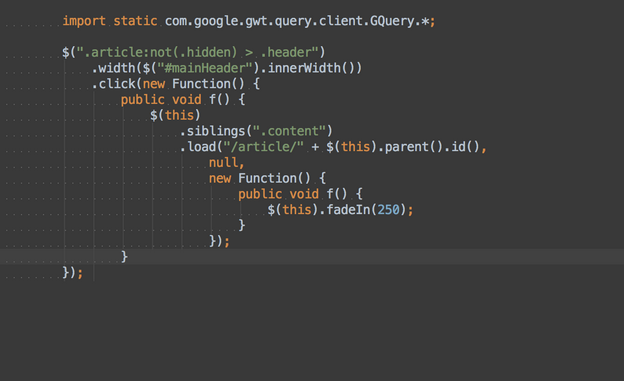 import static com.google.gwt.query.client.GQuery.*;
$(".article:not(.hidden) > .header")
.width($("#mainHeader").innerWidth())
.click(new Function() {
public void f() {
$(this)
.siblings(".content")
.load("/article/" + $(this).parent().id(),
null,
new Function() {
public void f() {
$(this).fadeIn(250);
}
});
}
});